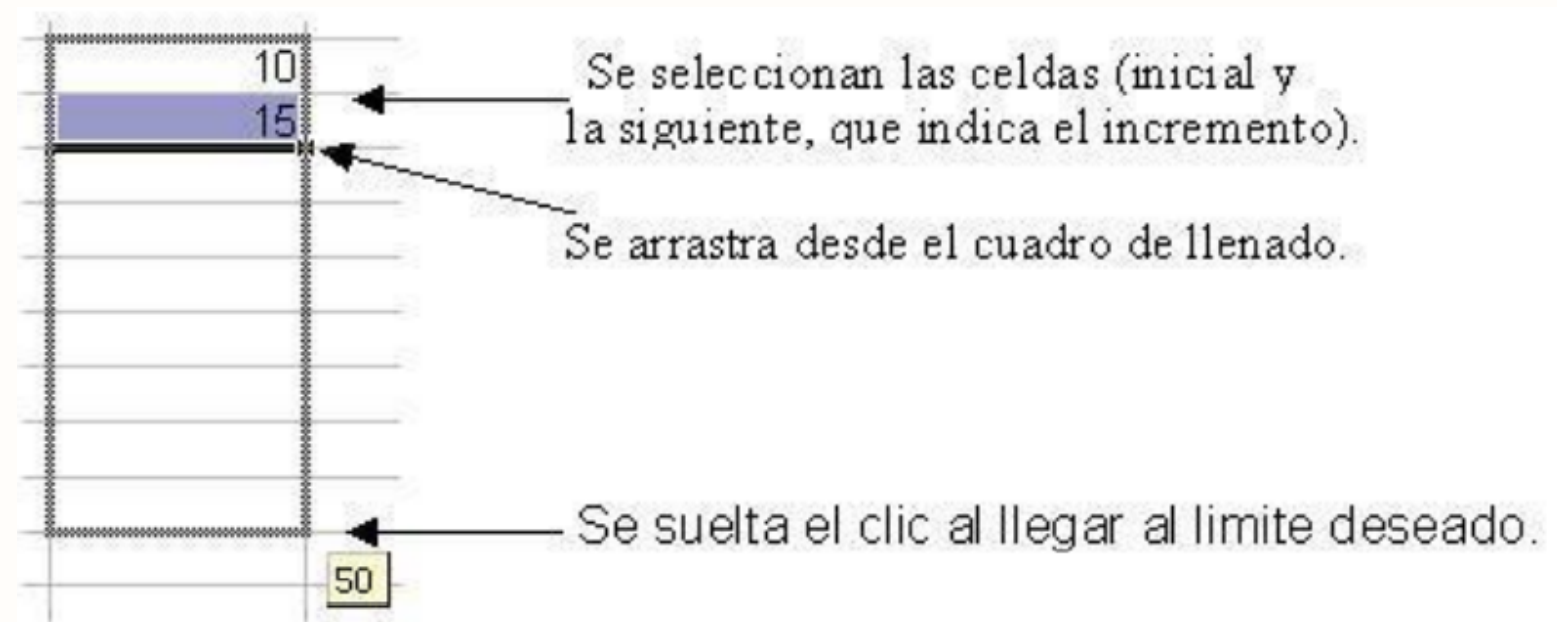 10
Se seleccionan las celdas (inicial y
15
la siguiente, que indica el incremento).
Se arrastra desde el cuadro de llenado.
Se suelta el clic al llegar al limite deseado.
50